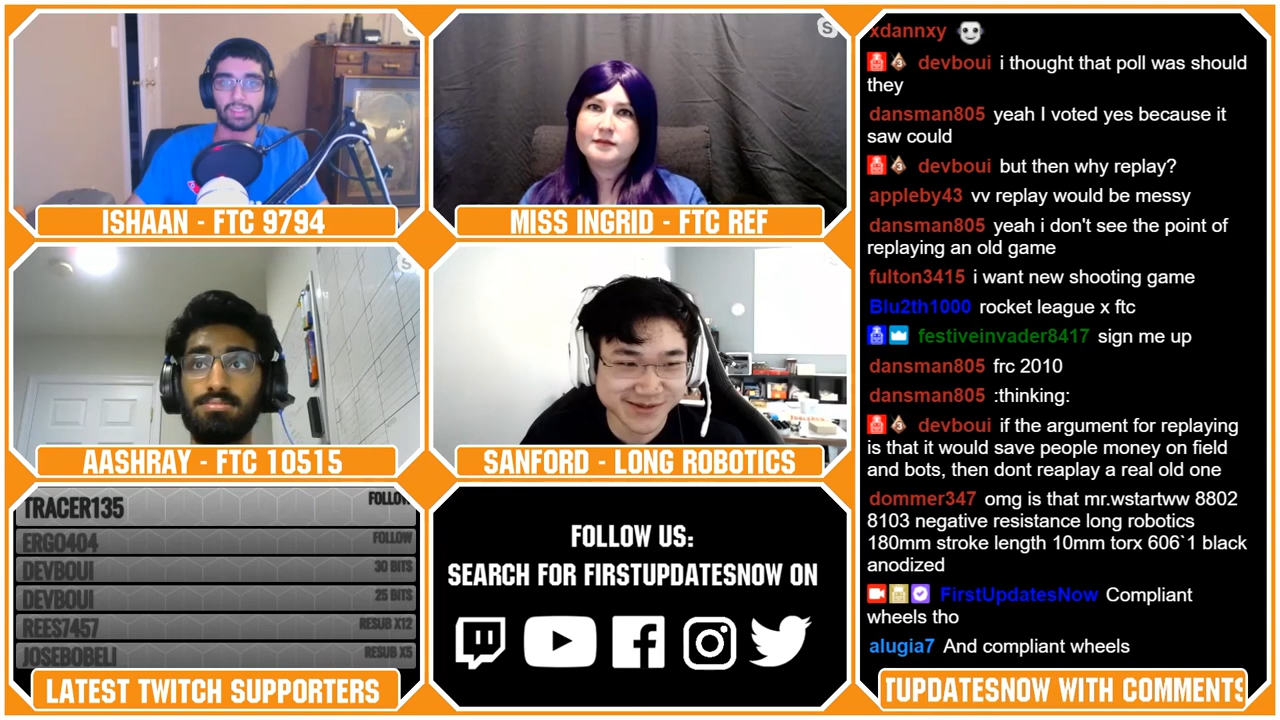 ISHAAN - FTC 9794
MISS INGRID - FTC REF
AASHRAY - FTC 10515
SANFORD - LONG ROBOTICS
TRACER135 FOLLOW
ERGO404 FOLLOW
DEVBOUI 30 BITS
DEVBOUI 25 BITS
REES7457 RESUB X12
JOSEBOBELI RESUB X5
LATEST TWITCH SUPPORTERS
FOLLOW US:
SEARCH FOR FIRSTUPDATESNOW ON
xdannxy
devboui i thought that poll was should
they
dansman805 yeah I voted yes because it
saw could
devboui but then why replay?
appleby43 vv replay would be messy
dansman805 yeah i don't see the point of
replaying an old game
fulton3415 i want new shooting game
Blu2th1000 rocket league x ftc
festiveinvader8417 sign me up
dansman805 frc 2010
dansman805 :thinking:
devboui if the argument for replaying
is that it would save people money on field
and bots, then dont reaplay a real old one
dommer347 omg is that mr.wstartww 8802
8103 negative resistance long robotics
180mm stroke length 10mm torx 606`1 black
anodized
FirstUpdatesNow Compliant
wheels tho
alugia7 And compliant wheels
TUPDATESNOW WITH COMMENTS